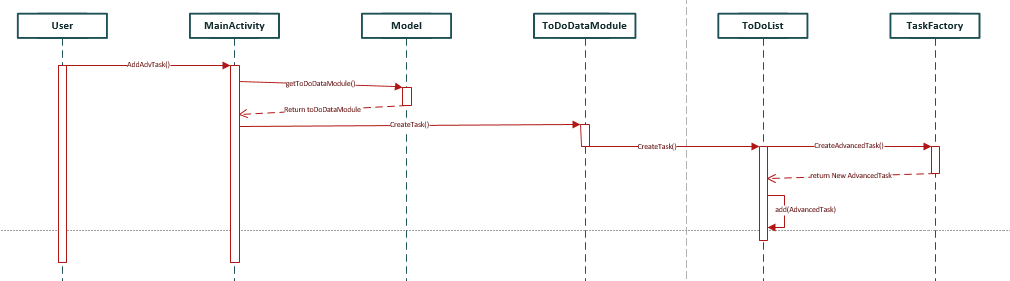 User
MainActivity
Model
ToDoDataModule
ToDoList
TaskFactory
AddAdvTask()
getToDoDataModule()
Return toDoDataModule
CreateTask()
CreateTask()
CreateAdvancedTask()
return New AdvancedTask
add(AdvancedTask)